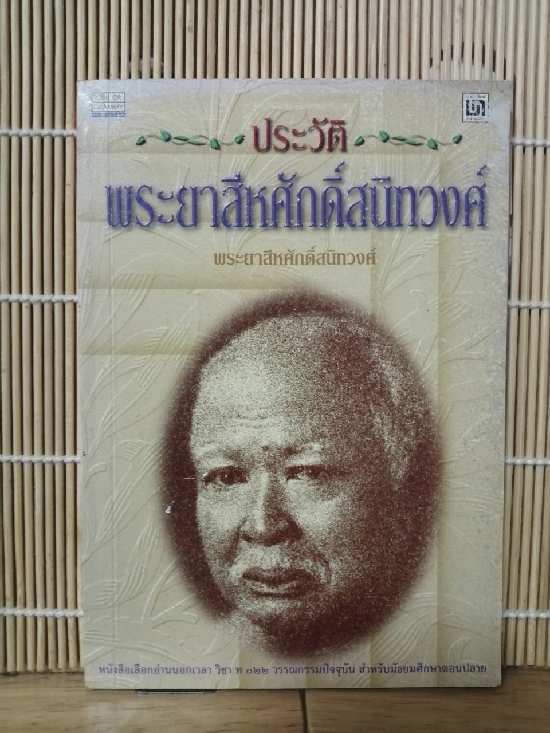 ประวัติ
พระยาสีหศักดิ์สนิทวงศ์
พระยาสีหศักดิ์สนิทวงศ์
หนังสือเลือกอ่านนอกเวลา วิชา ท ๐๒๒ วรรณกรรมปัจจุบัน สำหรับมัธยมศึกษาตอนปลาย